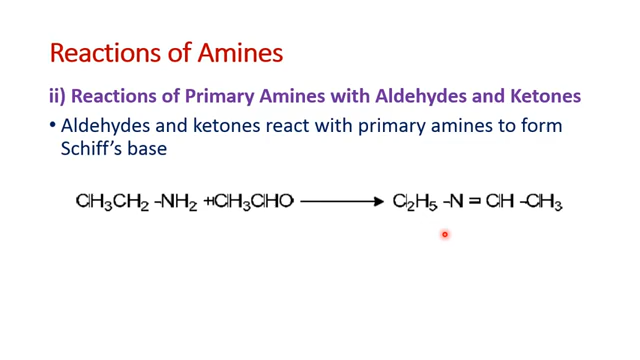 Reactions of Amines
ii) Reactions of Primary Amines with Aldehydes and Ketones
• Aldehydes and ketones react with primary amines to form
Schiff's base
CH₃CH₂ -NH₂ +CH₃CHO ⟶ C₂H₅ -N = CH -CH₃